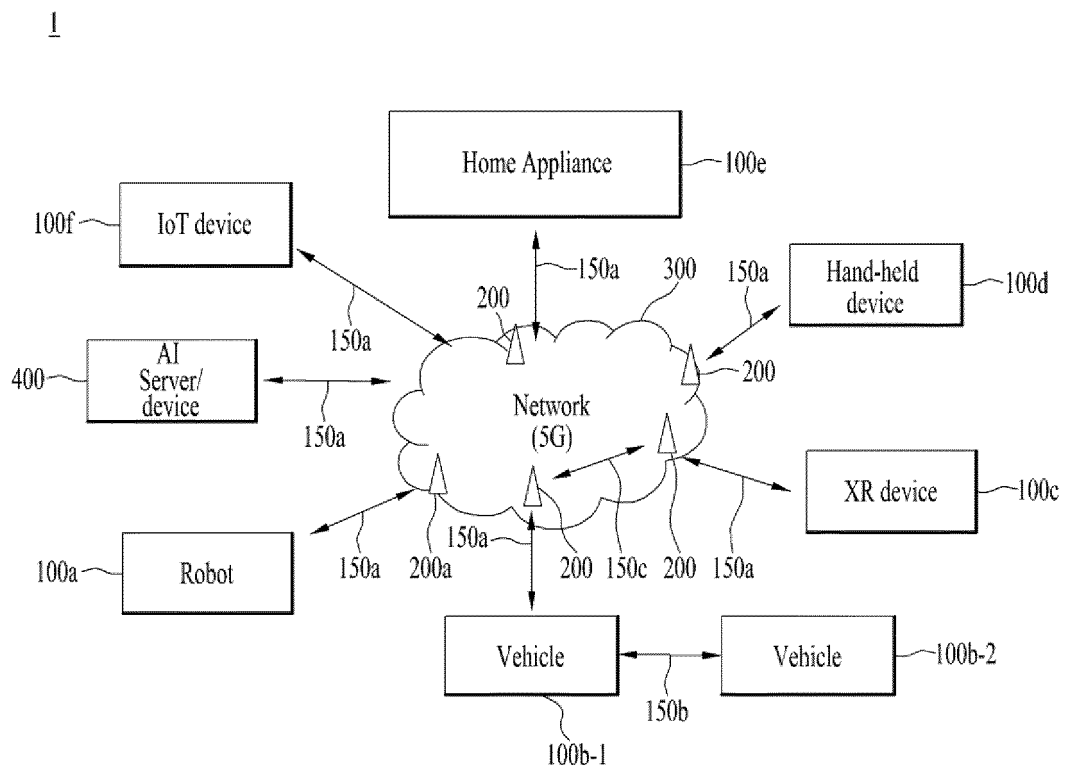 1
Home Appliance
100e
IoT device
100f
150a
150a
200
300
150a
Hand-held
device
100d
150a
200
AI
Server/
device
400
150a
Network
(5G)
XR device
100c
150a
Robot
100a
150a
200a
150a
200
150c
200
Vehicle
100b-1
150b
Vehicle
100b-2